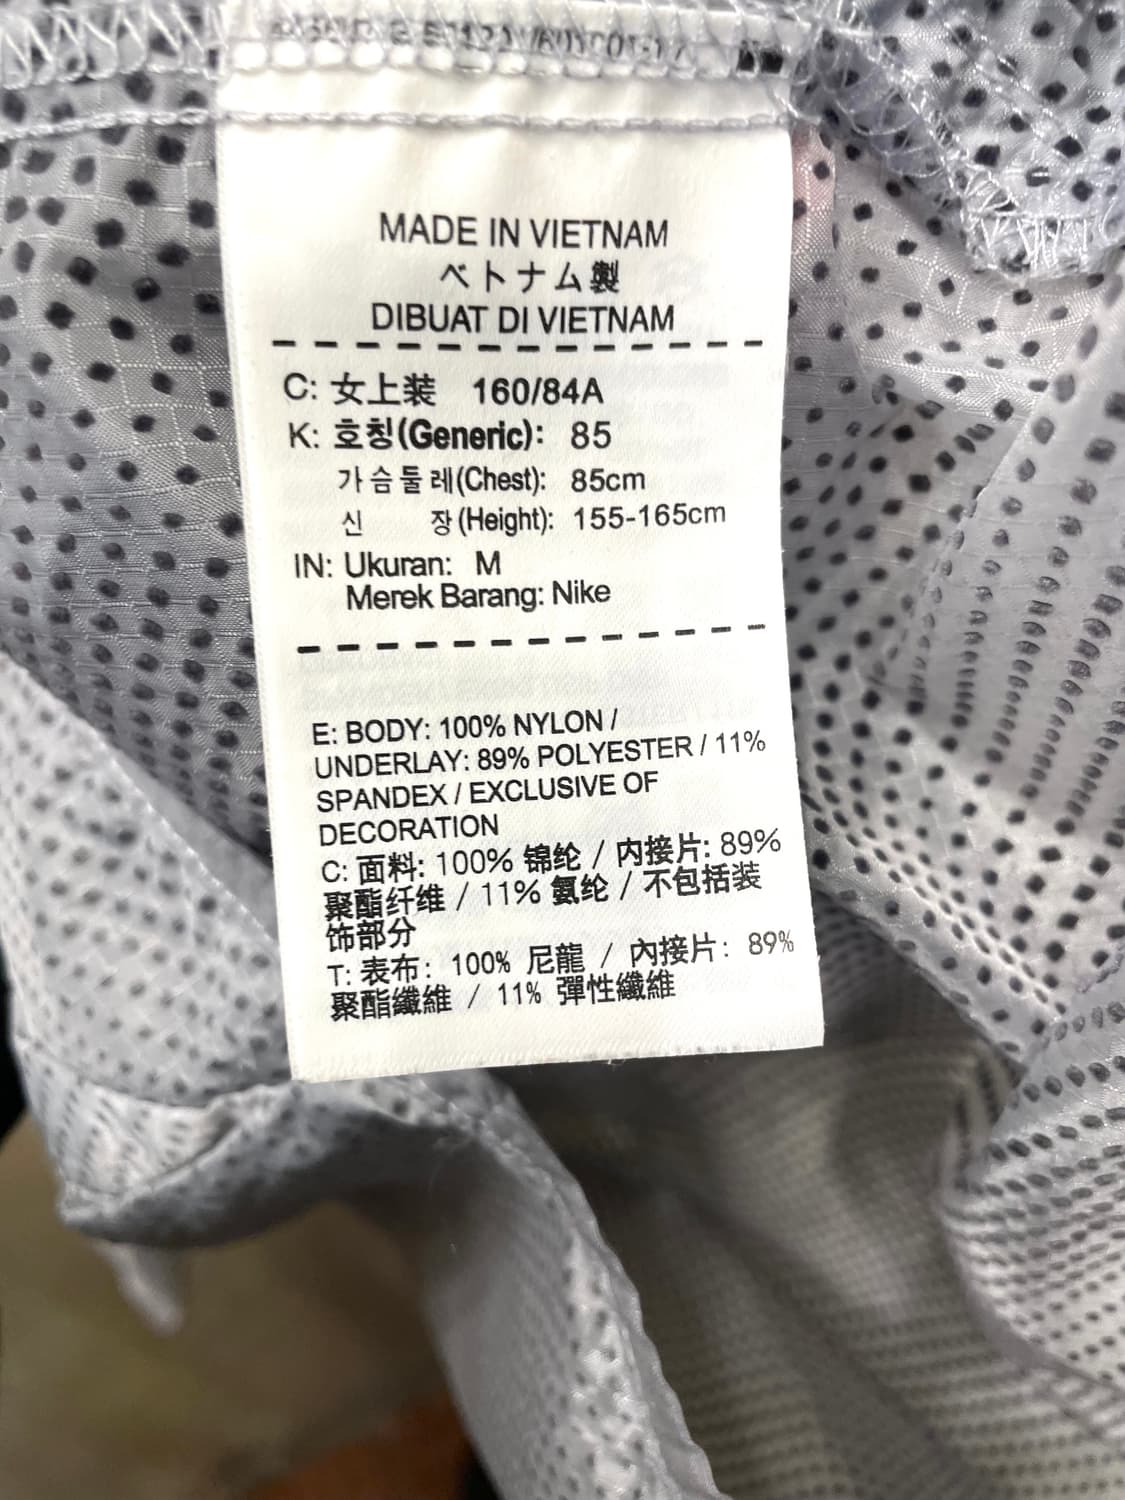 MADE IN VIETNAM
ベトナム製
DIBUAT DI VIETNAM
C: 女上装 160/84A
K: 호칭(Generic): 85
가슴둘레(Chest): 85cm
신 장(Height): 155-165cm
IN: Ukuran: M
Merek Barang: Nike
E: BODY: 100% NYLON /
UNDERLAY: 89% POLYESTER / 11%
SPANDEX / EXCLUSIVE OF
DECORATION
C: 面料: 100% 锦纶 / 内接片: 89%
聚酯纤维 / 11% 氨纶 / 不包括装
饰部分
T: 表布: 100% 尼龍 / 內接片: 89%
聚酯纖維 / 11% 彈性纖維